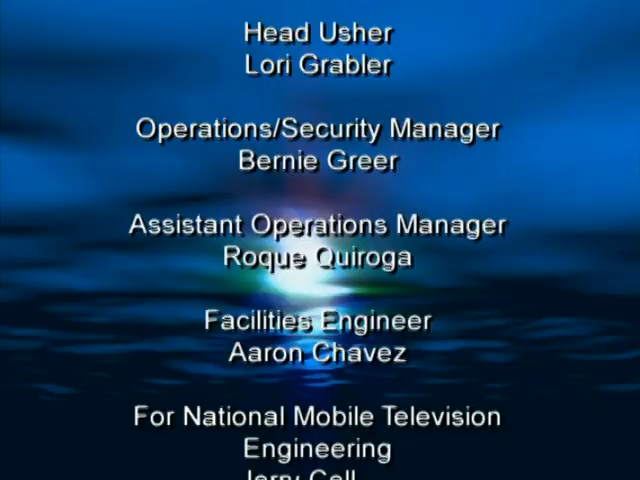 Head Usher
Lori Grabler
Operations/Security Manager
Bernie Greer
Assistant Operations Manager
Roque Quiroga
Facilities Engineer
Aaron Chavez
For National Mobile Television
Engineering
Jerry